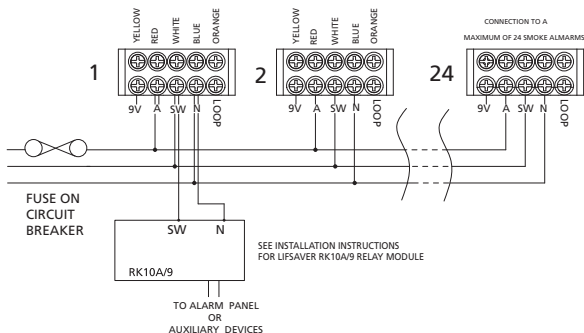 YELLOW
RED
WHITE
BLUE
ORANGE
1
9V
A
SW
N
LOOP
YELLOW
RED
WHITE
BLUE
ORANGE
2
9V
A
SW
N
LOOP
CONNECTION TO A
MAXIMUM OF 24 SMOKE ALMARMS
24
9V
A
SW
N
LOOP
FUSE ON
CIRCUIT
BREAKER
SW
N
RK10A/9
SEE INSTALLATION INSTRUCTIONS
FOR LIFSAVER RK10A/9 RELAY MODULE
TO ALARM PANEL
OR
AUXILIARY DEVICES